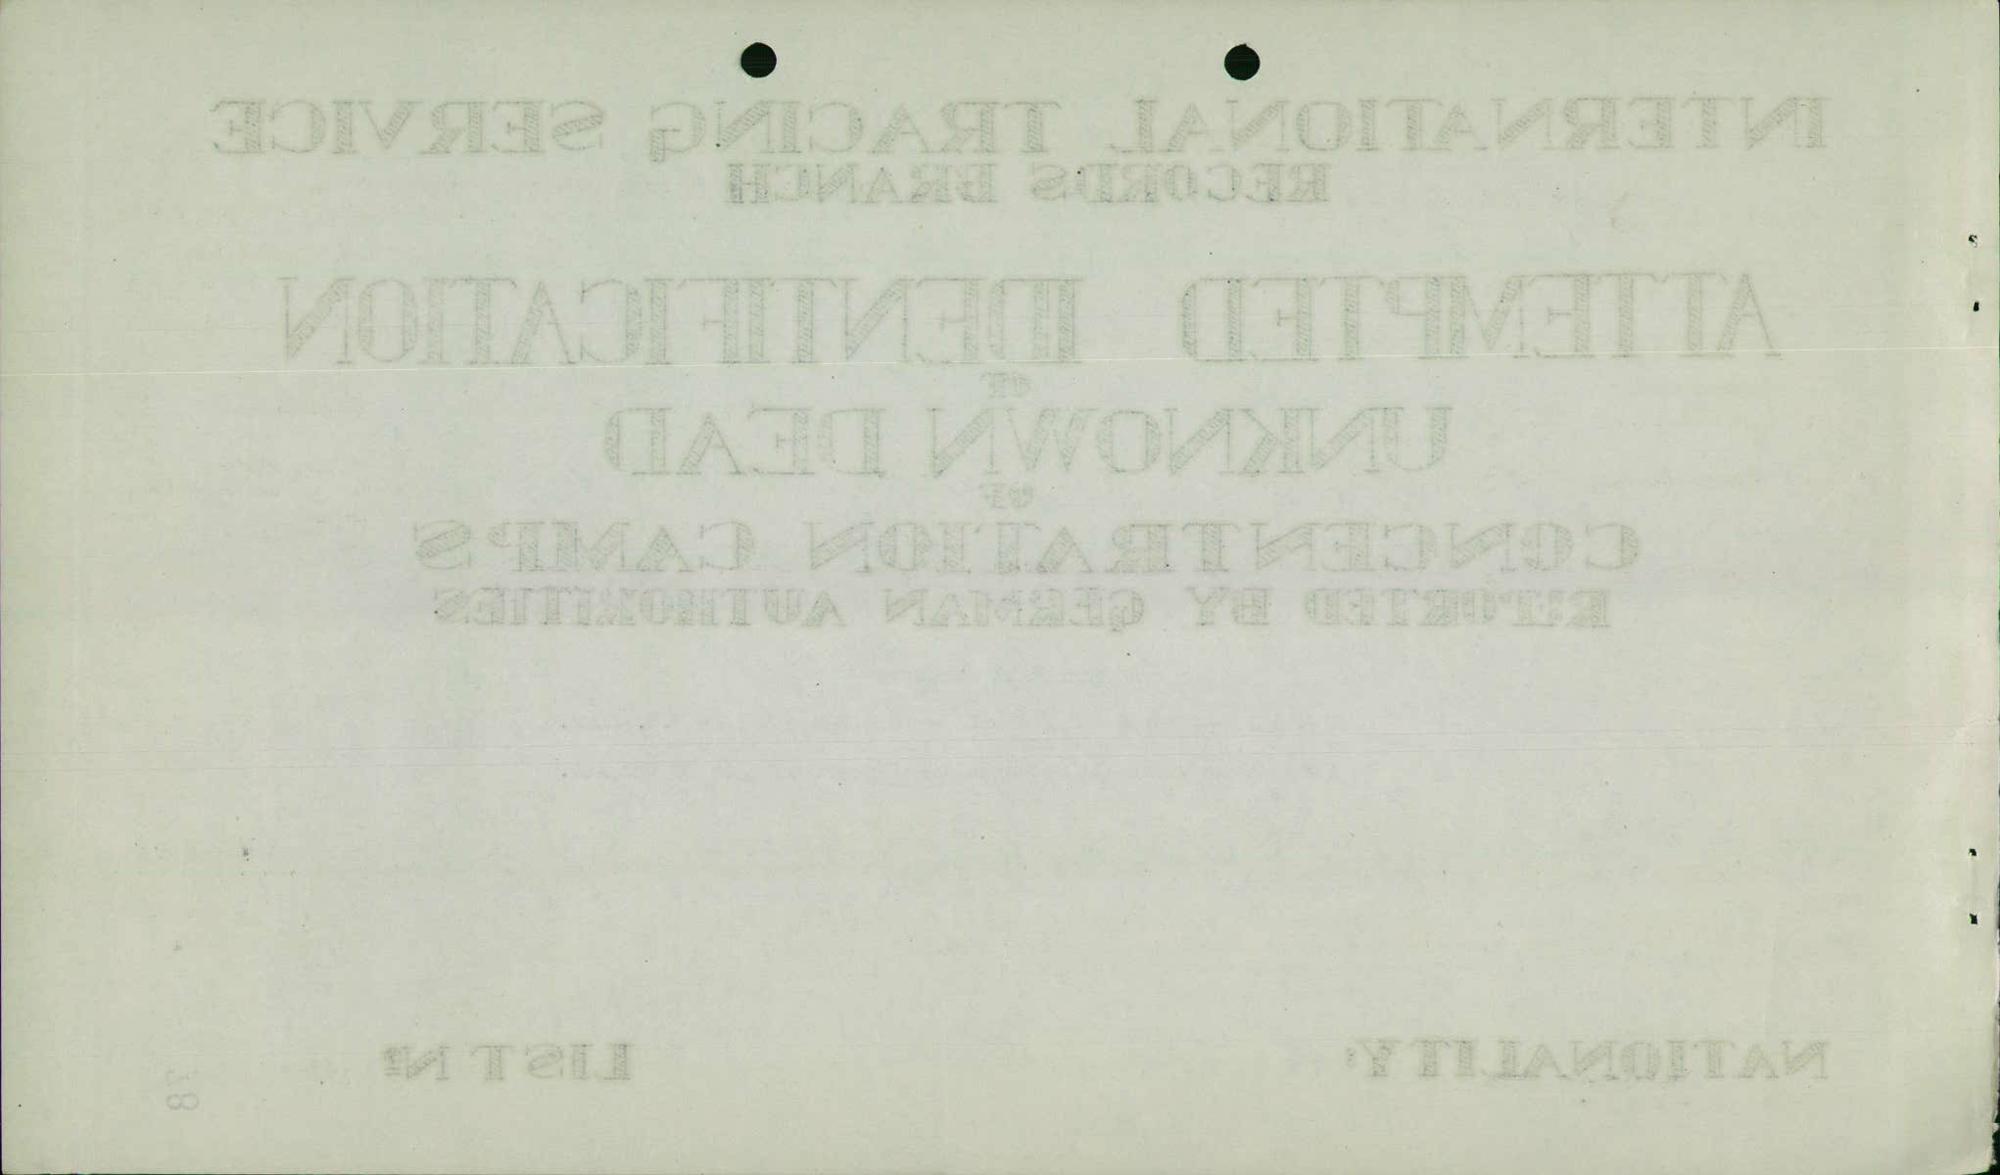 INTERNATIONAL TRACING SERVICE
RECORDS BRANCH
ATTEMPTED IDENTIFICATION
OF
UNKNOWN DEAD
OF
CONCENTRATION CAMPS
REPORTED BY GERMAN AUTHORITIES
NATIONALITY: LIST Nº